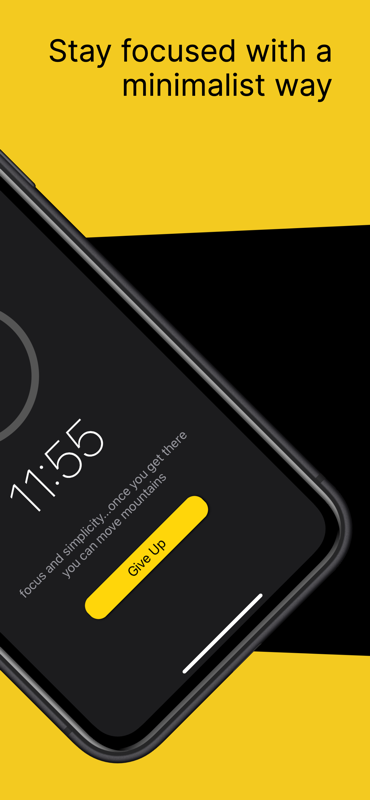 Stay focused with a
minimalist way
11:55
focus and simplicity...once you get there
you can move mountains
Give Up